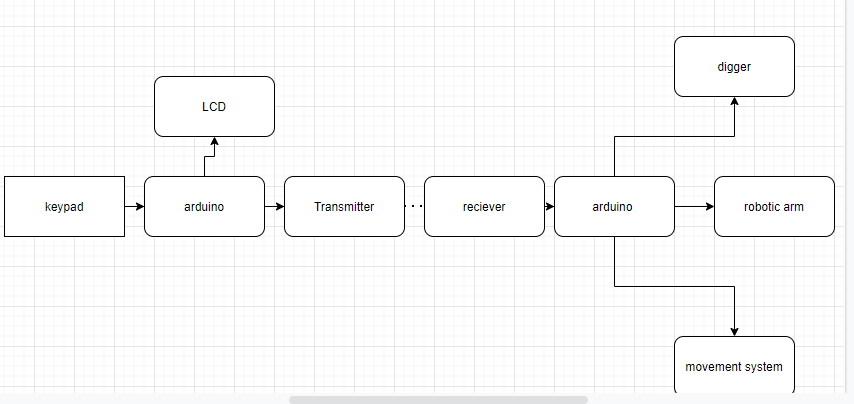 digger
LCD
keypad
arduino
Transmitter
reciever
arduino
robotic arm
movement system